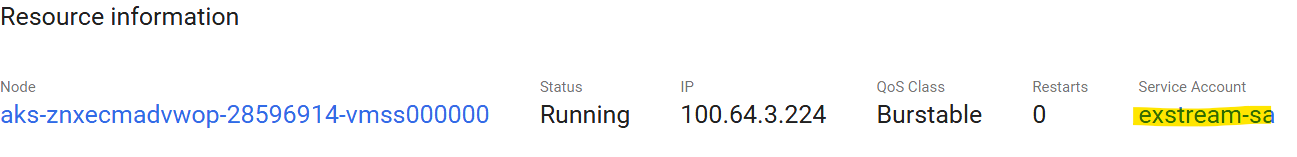 Resource information
Node Status IP QoS Class Restarts Service Account
aks-znxecmadvwop-28596914-vmss000000 Running 100.64.3.224 Burstable 0 exstream-sa